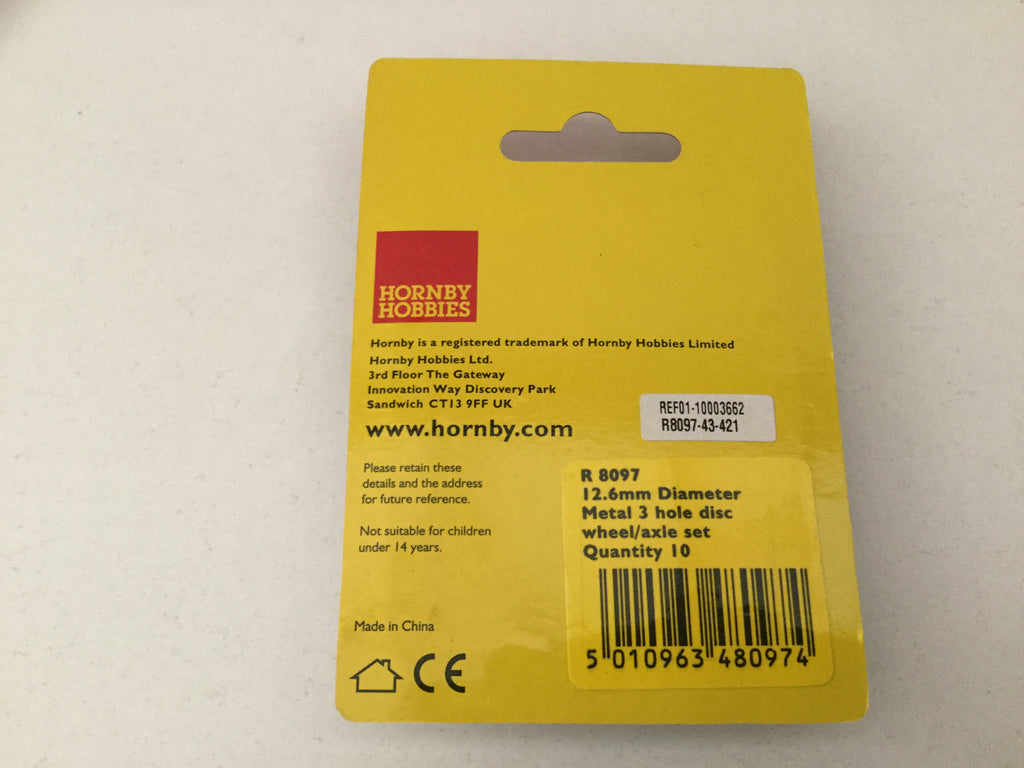 HORNBY
HOBBIES
Hornby is a registered trademark of Hornby Hobbies Limited
Hornby Hobbies Ltd.
3rd Floor The Gateway
Innovation Way Discovery Park
Sandwich CT13 9FF UK
www.hornby.com
REF01-10003662
R8097-43-421
Please retain these
details and the address
for future reference.
Not suitable for children
under 14 years.
R 8097
12.6mm Diameter
Metal 3 hole disc
wheel/axle set
Quantity 10
5 010963 480974
Made in China
CE